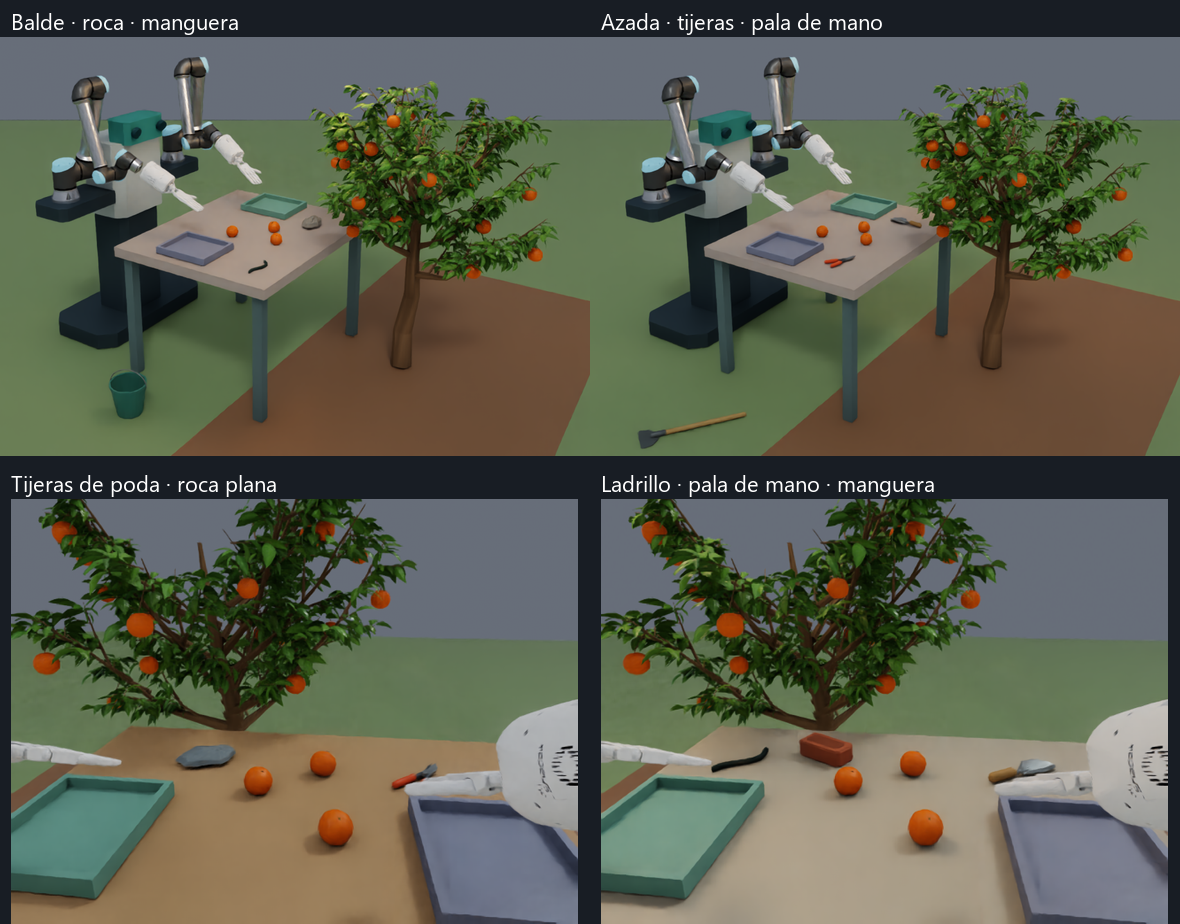 Balde · roca · manguera
Azada · tijeras · pala de mano
Tijeras de poda · roca plana
Ladrillo · pala de mano · manguera